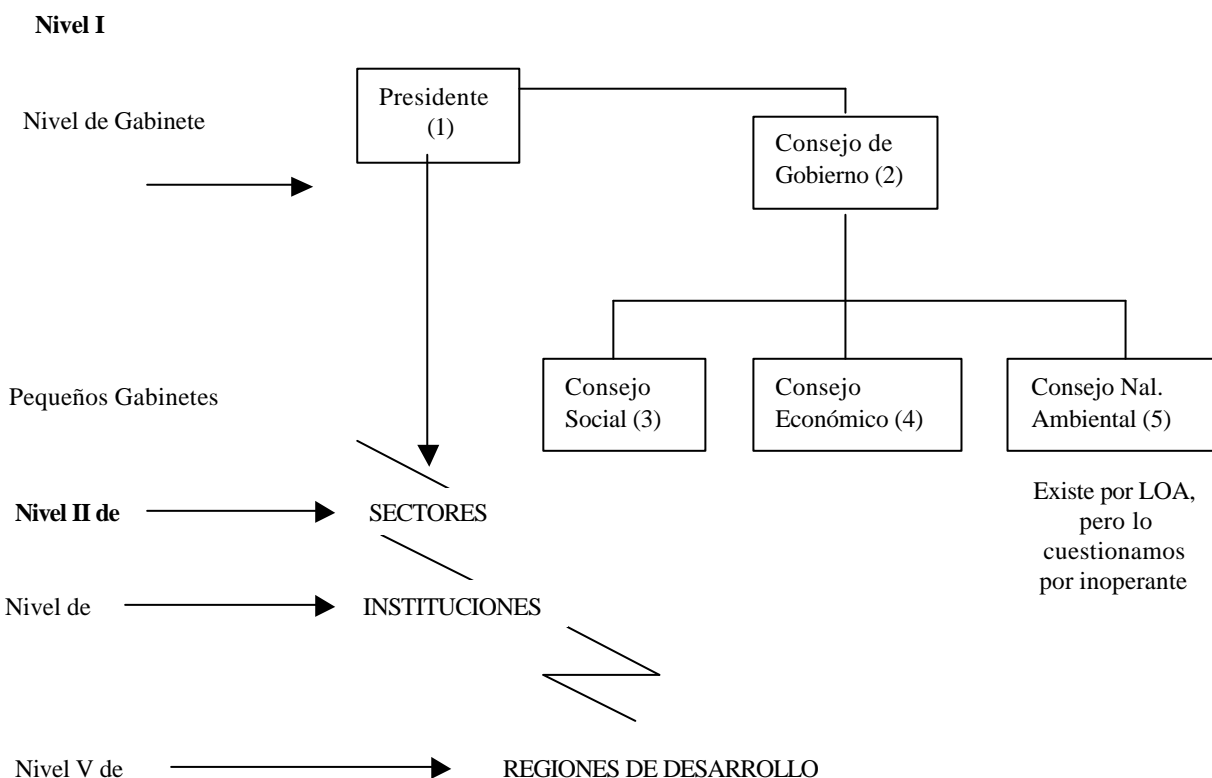 Nivel I
Presidente
(1)
Nivel de Gabinete
Consejo de
Gobierno (2)
Pequeños Gabinetes
Consejo
Social (3)
Consejo
Económico (4)
Consejo Nal.
Ambiental (5)
Existe por LOA,
pero lo
cuestionamos
por inoperante
Nivel II de
SECTORES
Nivel de
INSTITUCIONES
Nivel V de
REGIONES DE DESARROLLO